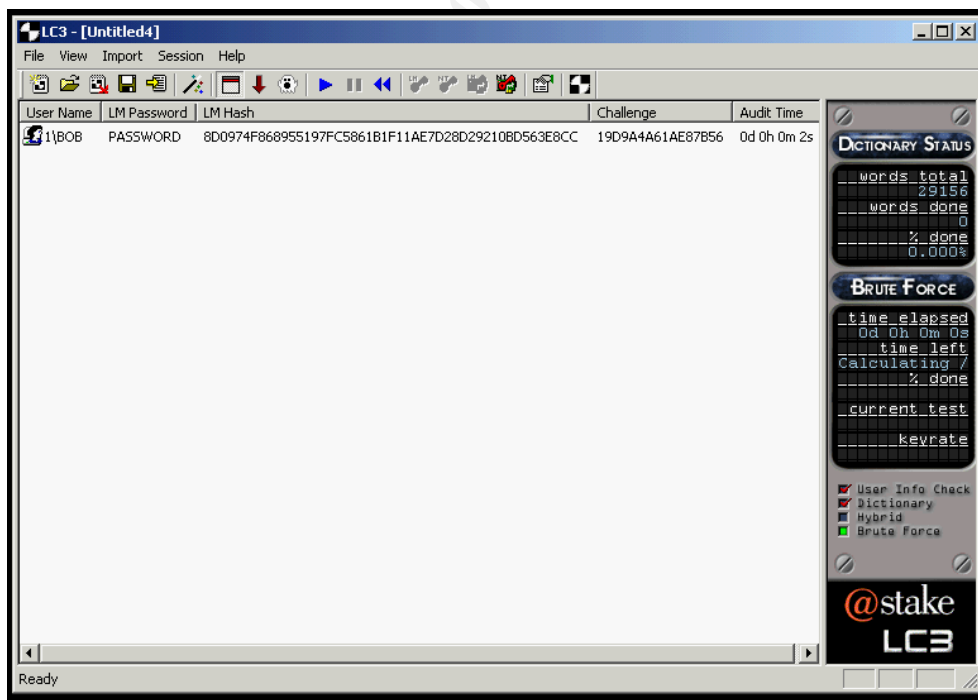 LC3 - [Untitled4]
File View Import Session Help
User Name LM Password LM Hash Challenge Audit Time
1\BOB PASSWORD 8D0974F868955197FC5861B1F11AE7D28D29210BD563E8CC 19D9A4A61AE87B56 0d 0h 0m 2s
DICTIONARY STATUS
words total
29156
words done
0
% done
0.000%
BRUTE FORCE
time elapsed
0d 0h 0m 0s
time left
Calculating /
% done
current test
keyrate
User Info Check
Dictionary
Hybrid
Brute Force
@stake
LC3
Ready